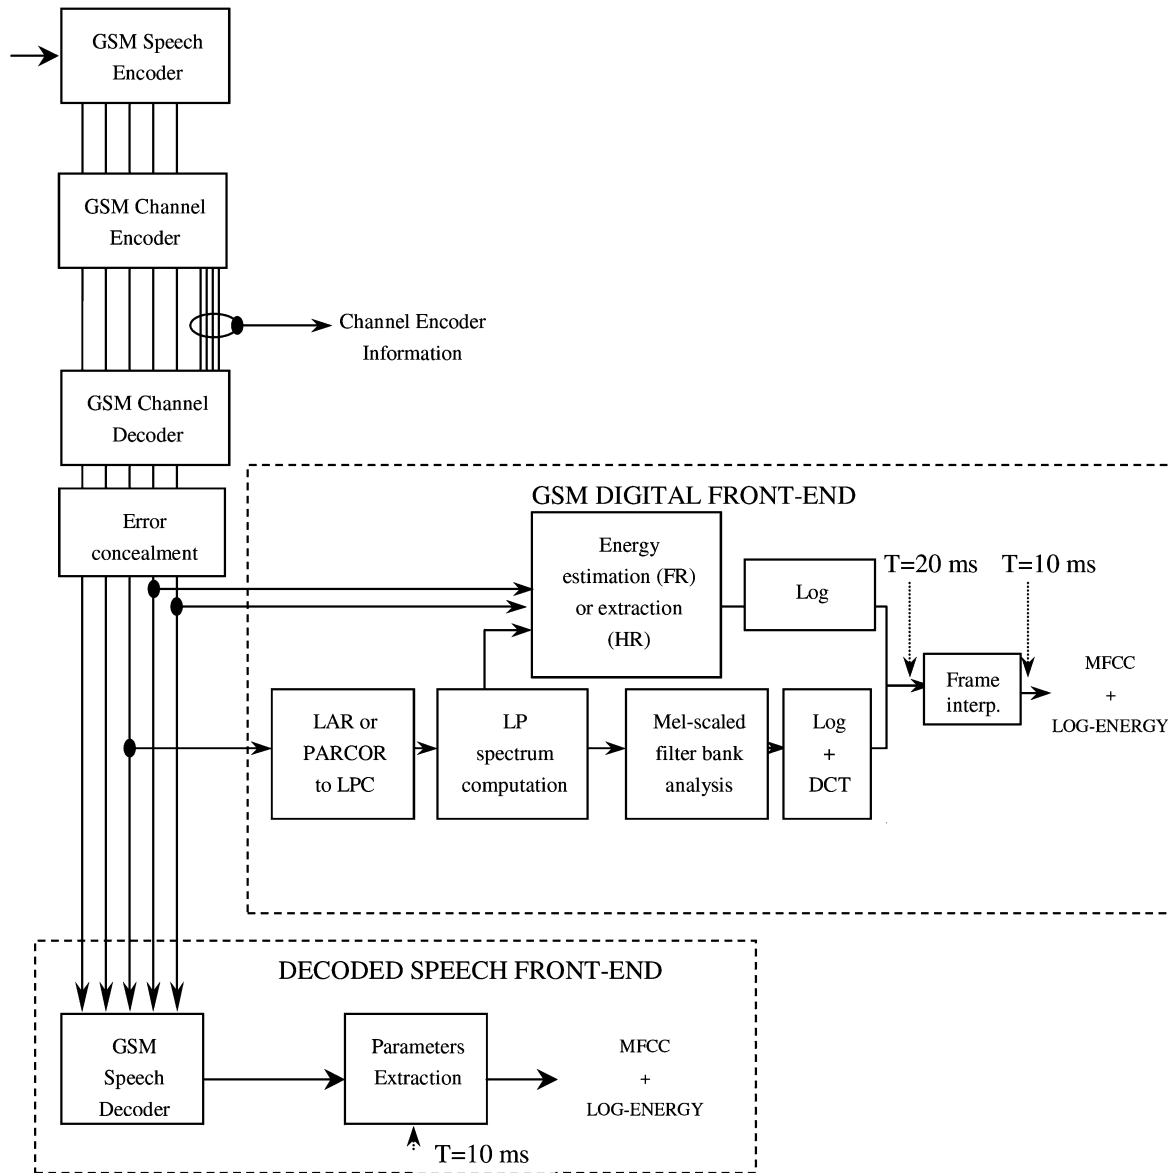 GSM Speech
Encoder
GSM Channel
Encoder
Channel Encoder
Information
GSM Channel
Decoder
Error
concealment
GSM DIGITAL FRONT-END
Energy
estimation (FR)
or extraction
(HR)
Log
T=20 ms
T=10 ms
Frame
interp.
MFCC
+
LOG-ENERGY
LAR or
PARCOR
to LPC
LP
spectrum
computation
Mel-scaled
filter bank
analysis
Log
+
DCT
DECODED SPEECH FRONT-END
GSM
Speech
Decoder
Parameters
Extraction
MFCC
+
LOG-ENERGY
T=10 ms